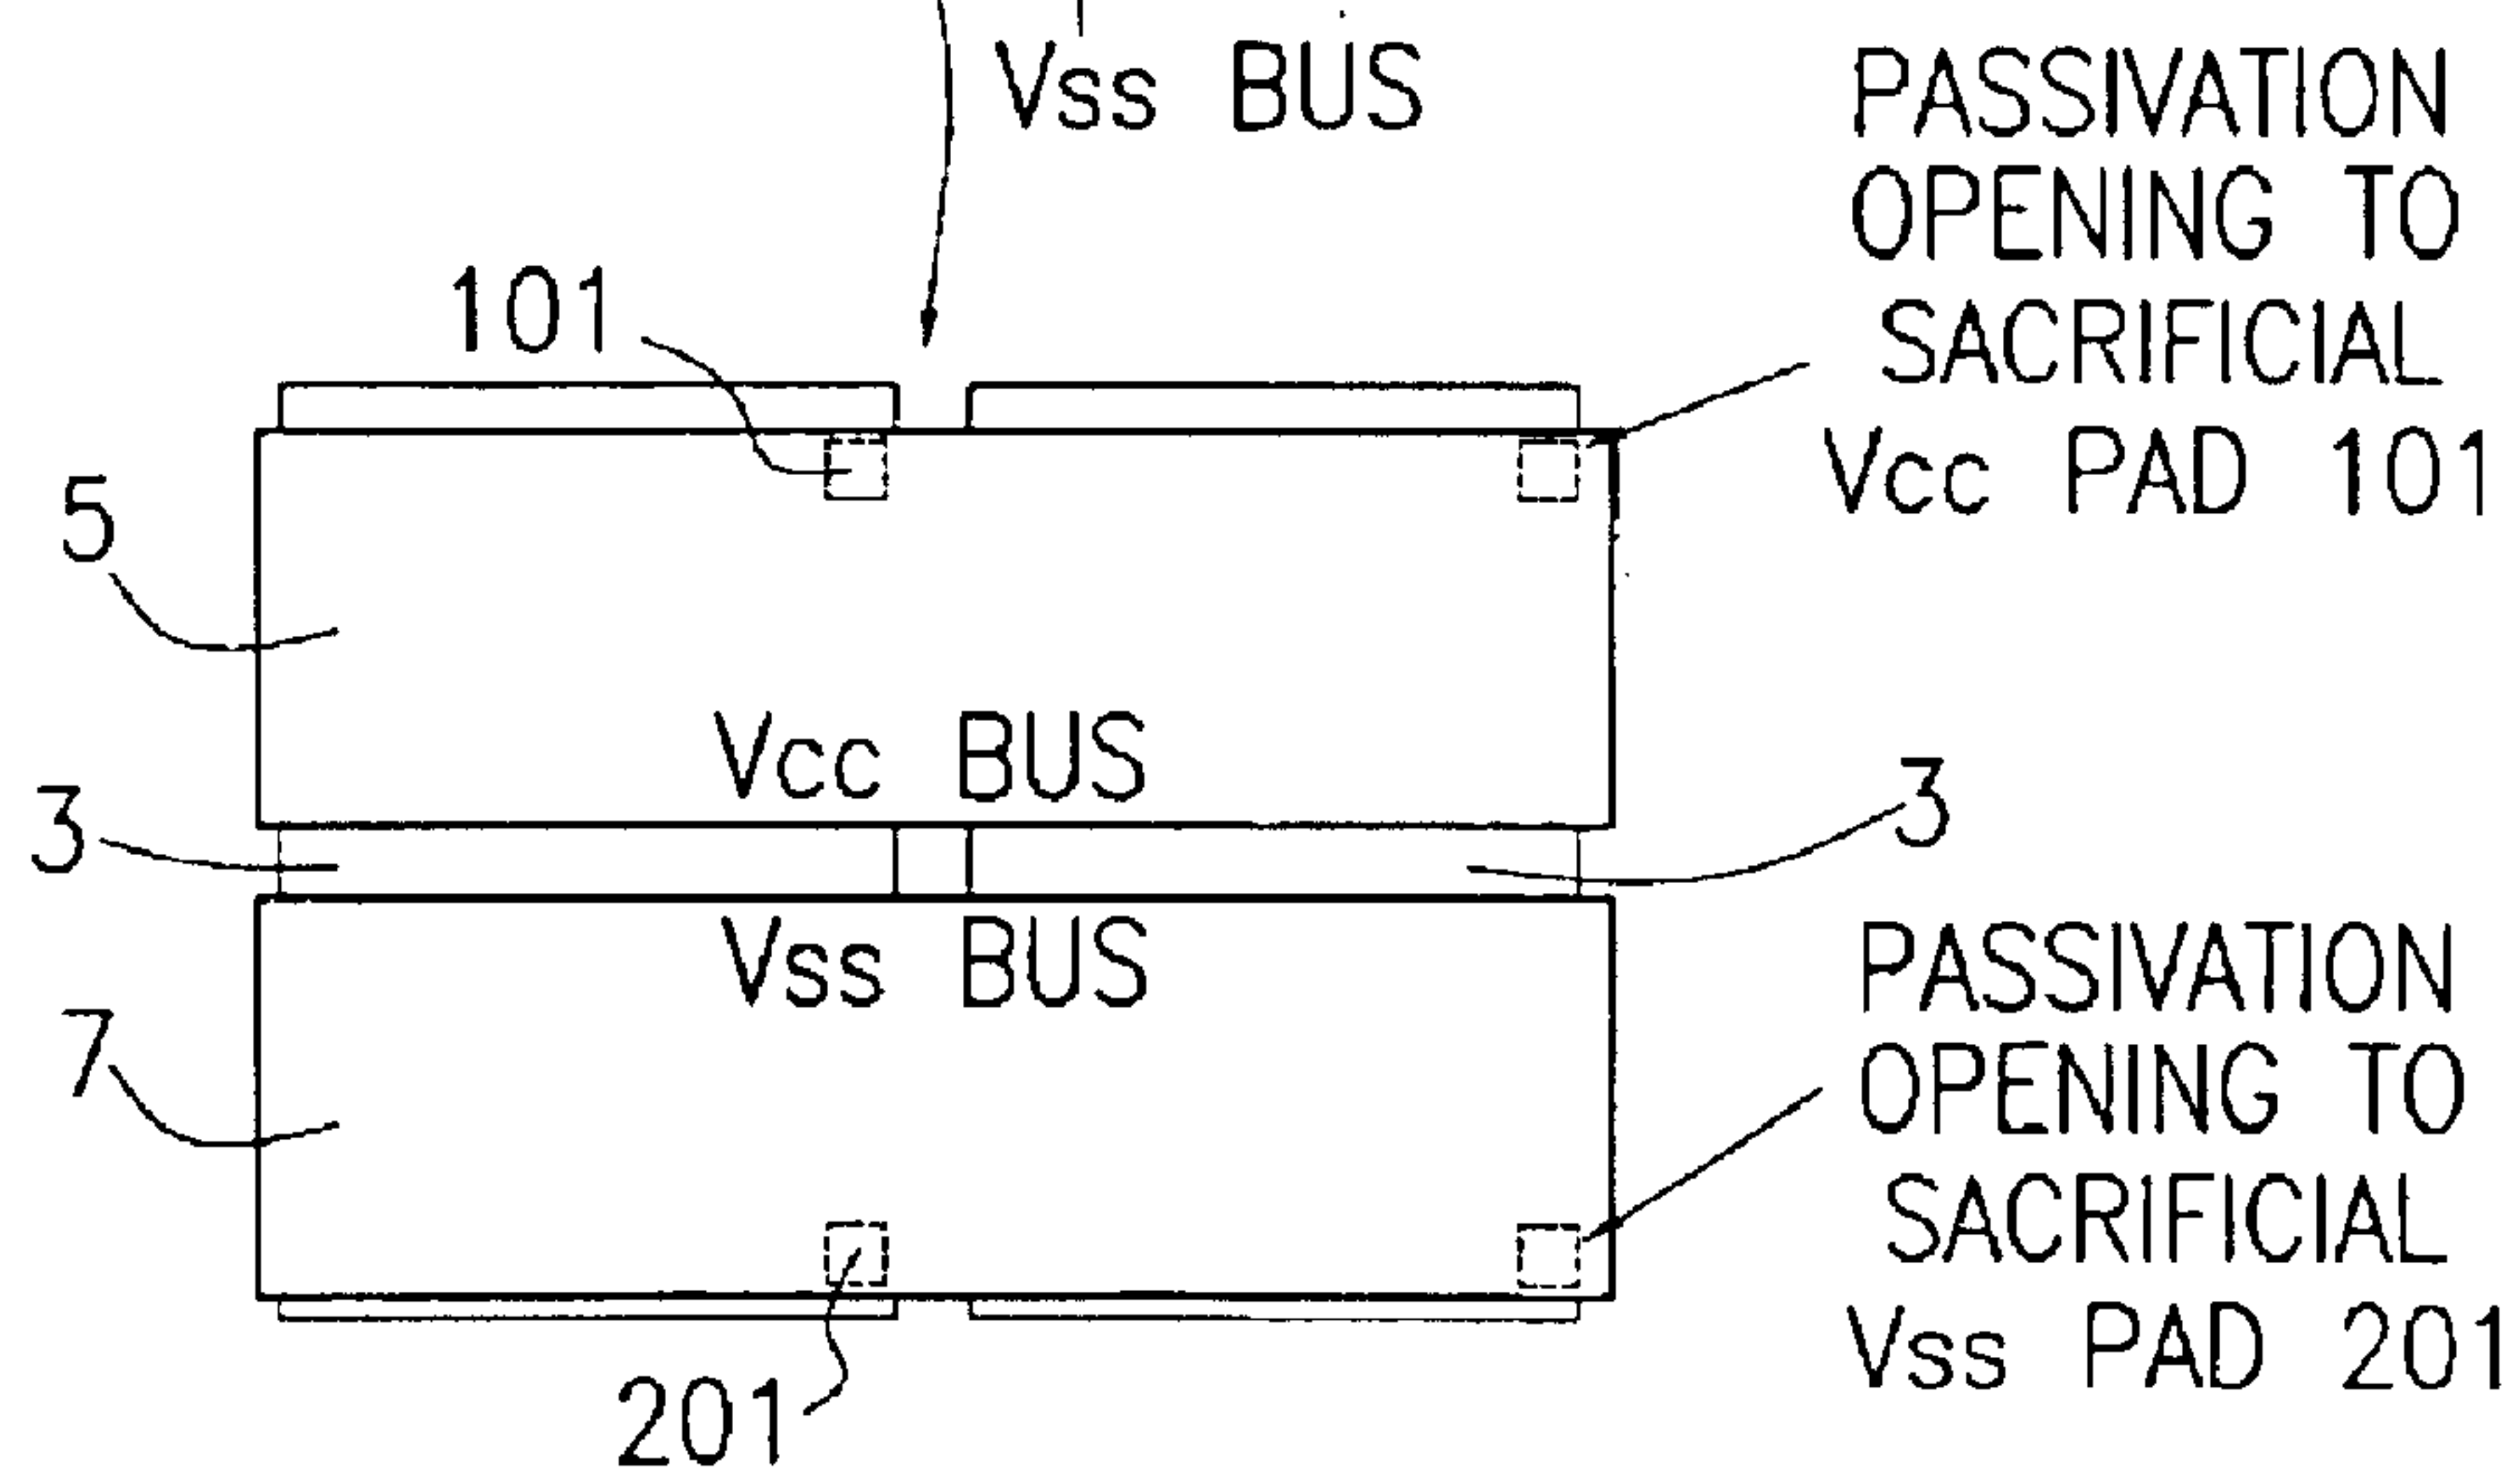 Vss BUS
PASSIVATION
OPENING TO
SACRIFICIAL
Vcc PAD 101
101
5
Vcc BUS
3
3
Vss BUS
7
PASSIVATION
OPENING TO
SACRIFICIAL
Vss PAD 201
201